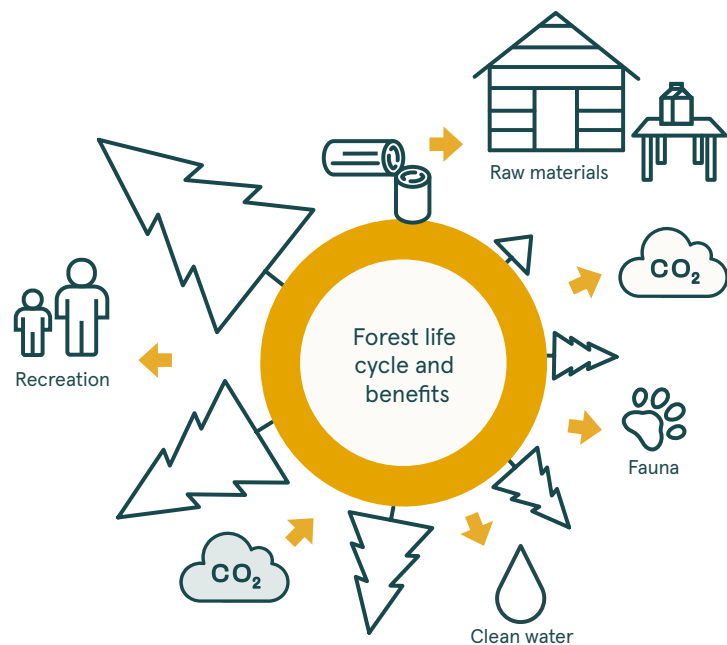 Raw materials
CO₂
Forest life
cycle and
benefits
Recreation
Fauna
CO₂
Clean water